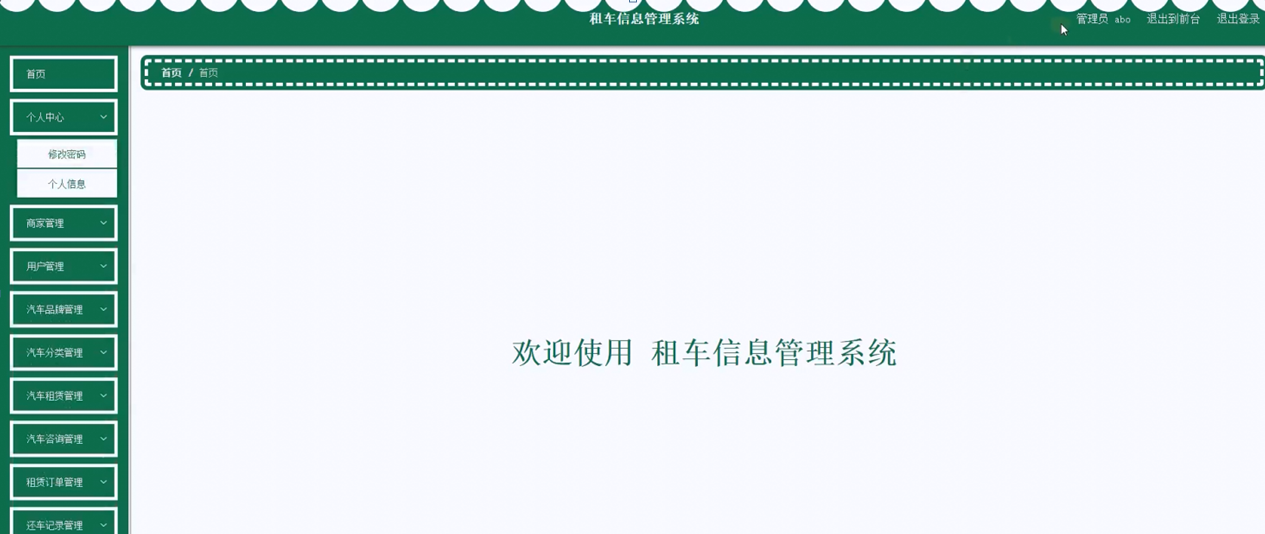 租车信息管理系统
管理员 abo 退出到前台 退出登录
首页
首页 / 首页
个人中心
修改密码
个人信息
商家管理
用户管理
汽车品牌管理
汽车分类管理
汽车租赁管理
汽车咨询管理
租赁订单管理
还车记录管理
欢迎使用 租车信息管理系统